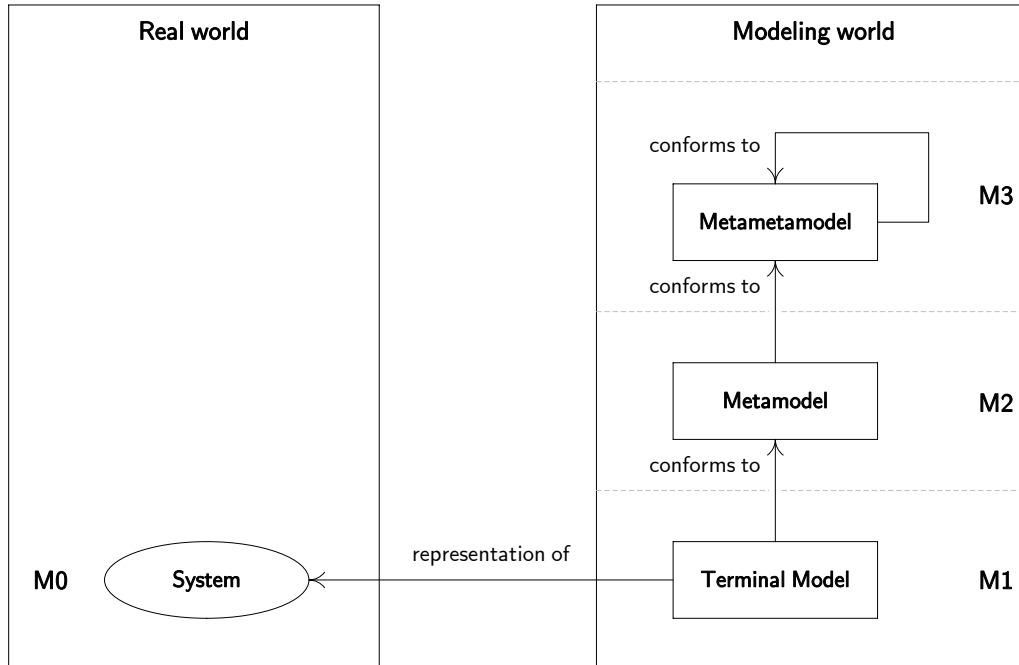 Real world
Modeling world
conforms to
M3
Metametamodel
conforms to
Metamodel
M2
conforms to
representation of
M0
System
Terminal Model
M1